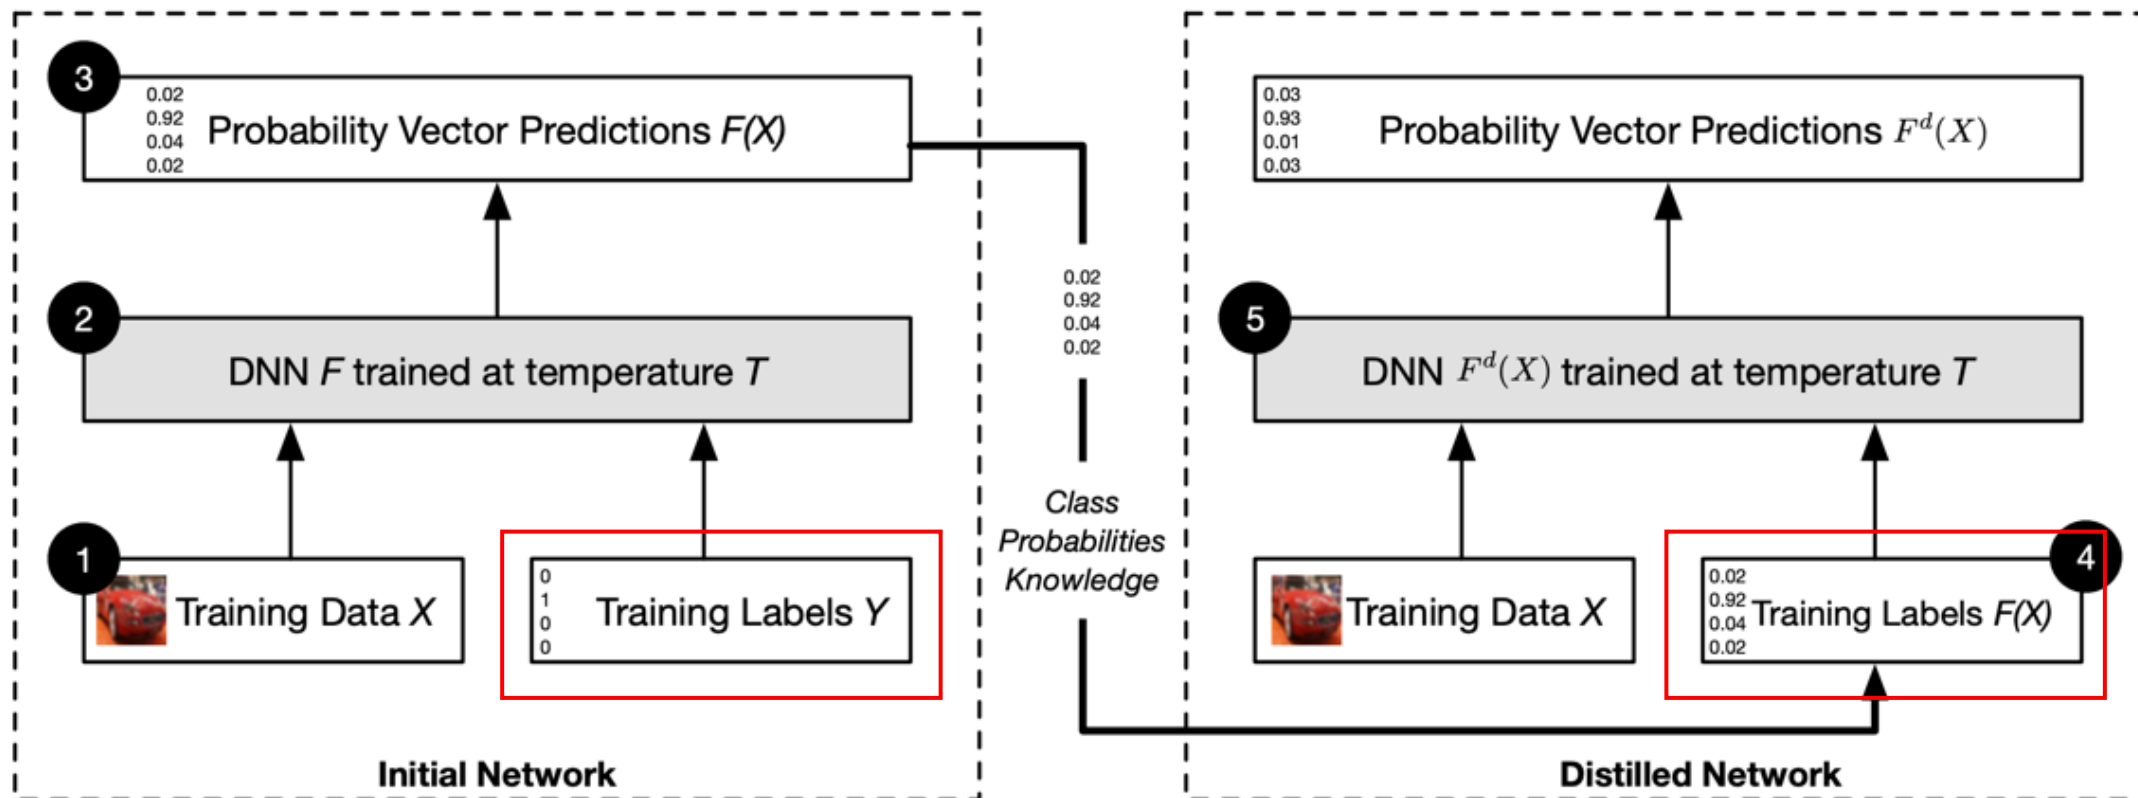 3
0.02
0.92
0.04
0.02
Probability Vector Predictions F(X)
2
DNN F trained at temperature T
1
Training Data X
0
1
0
0
Training Labels Y
Initial Network
0.02
0.92
0.04
0.02
Class
Probabilities
Knowledge
0.03
0.93
0.01
0.03
Probability Vector Predictions F^d(X)
5
DNN F^d(X) trained at temperature T
Training Data X
4
0.02
0.92
0.04
0.02
Training Labels F(X)
Distilled Network